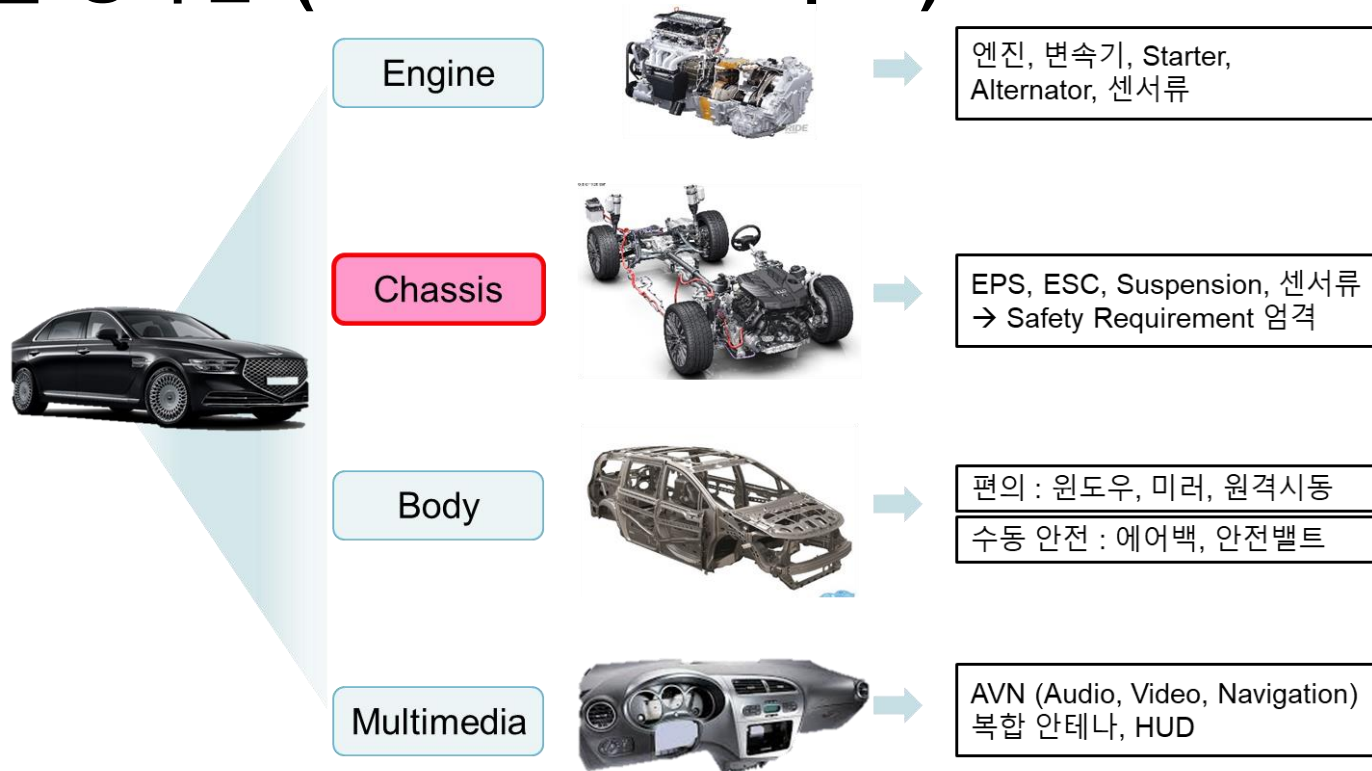 Engine
엔진, 변속기, Starter,
Alternator, 센서류
Chassis
EPS, ESC, Suspension, 센서류
→ Safety Requirement 엄격
Body
편의 : 윈도우, 미러, 원격시동
수동 안전 : 에어백, 안전밸트
Multimedia
AVN (Audio, Video, Navigation)
복합 안테나, HUD